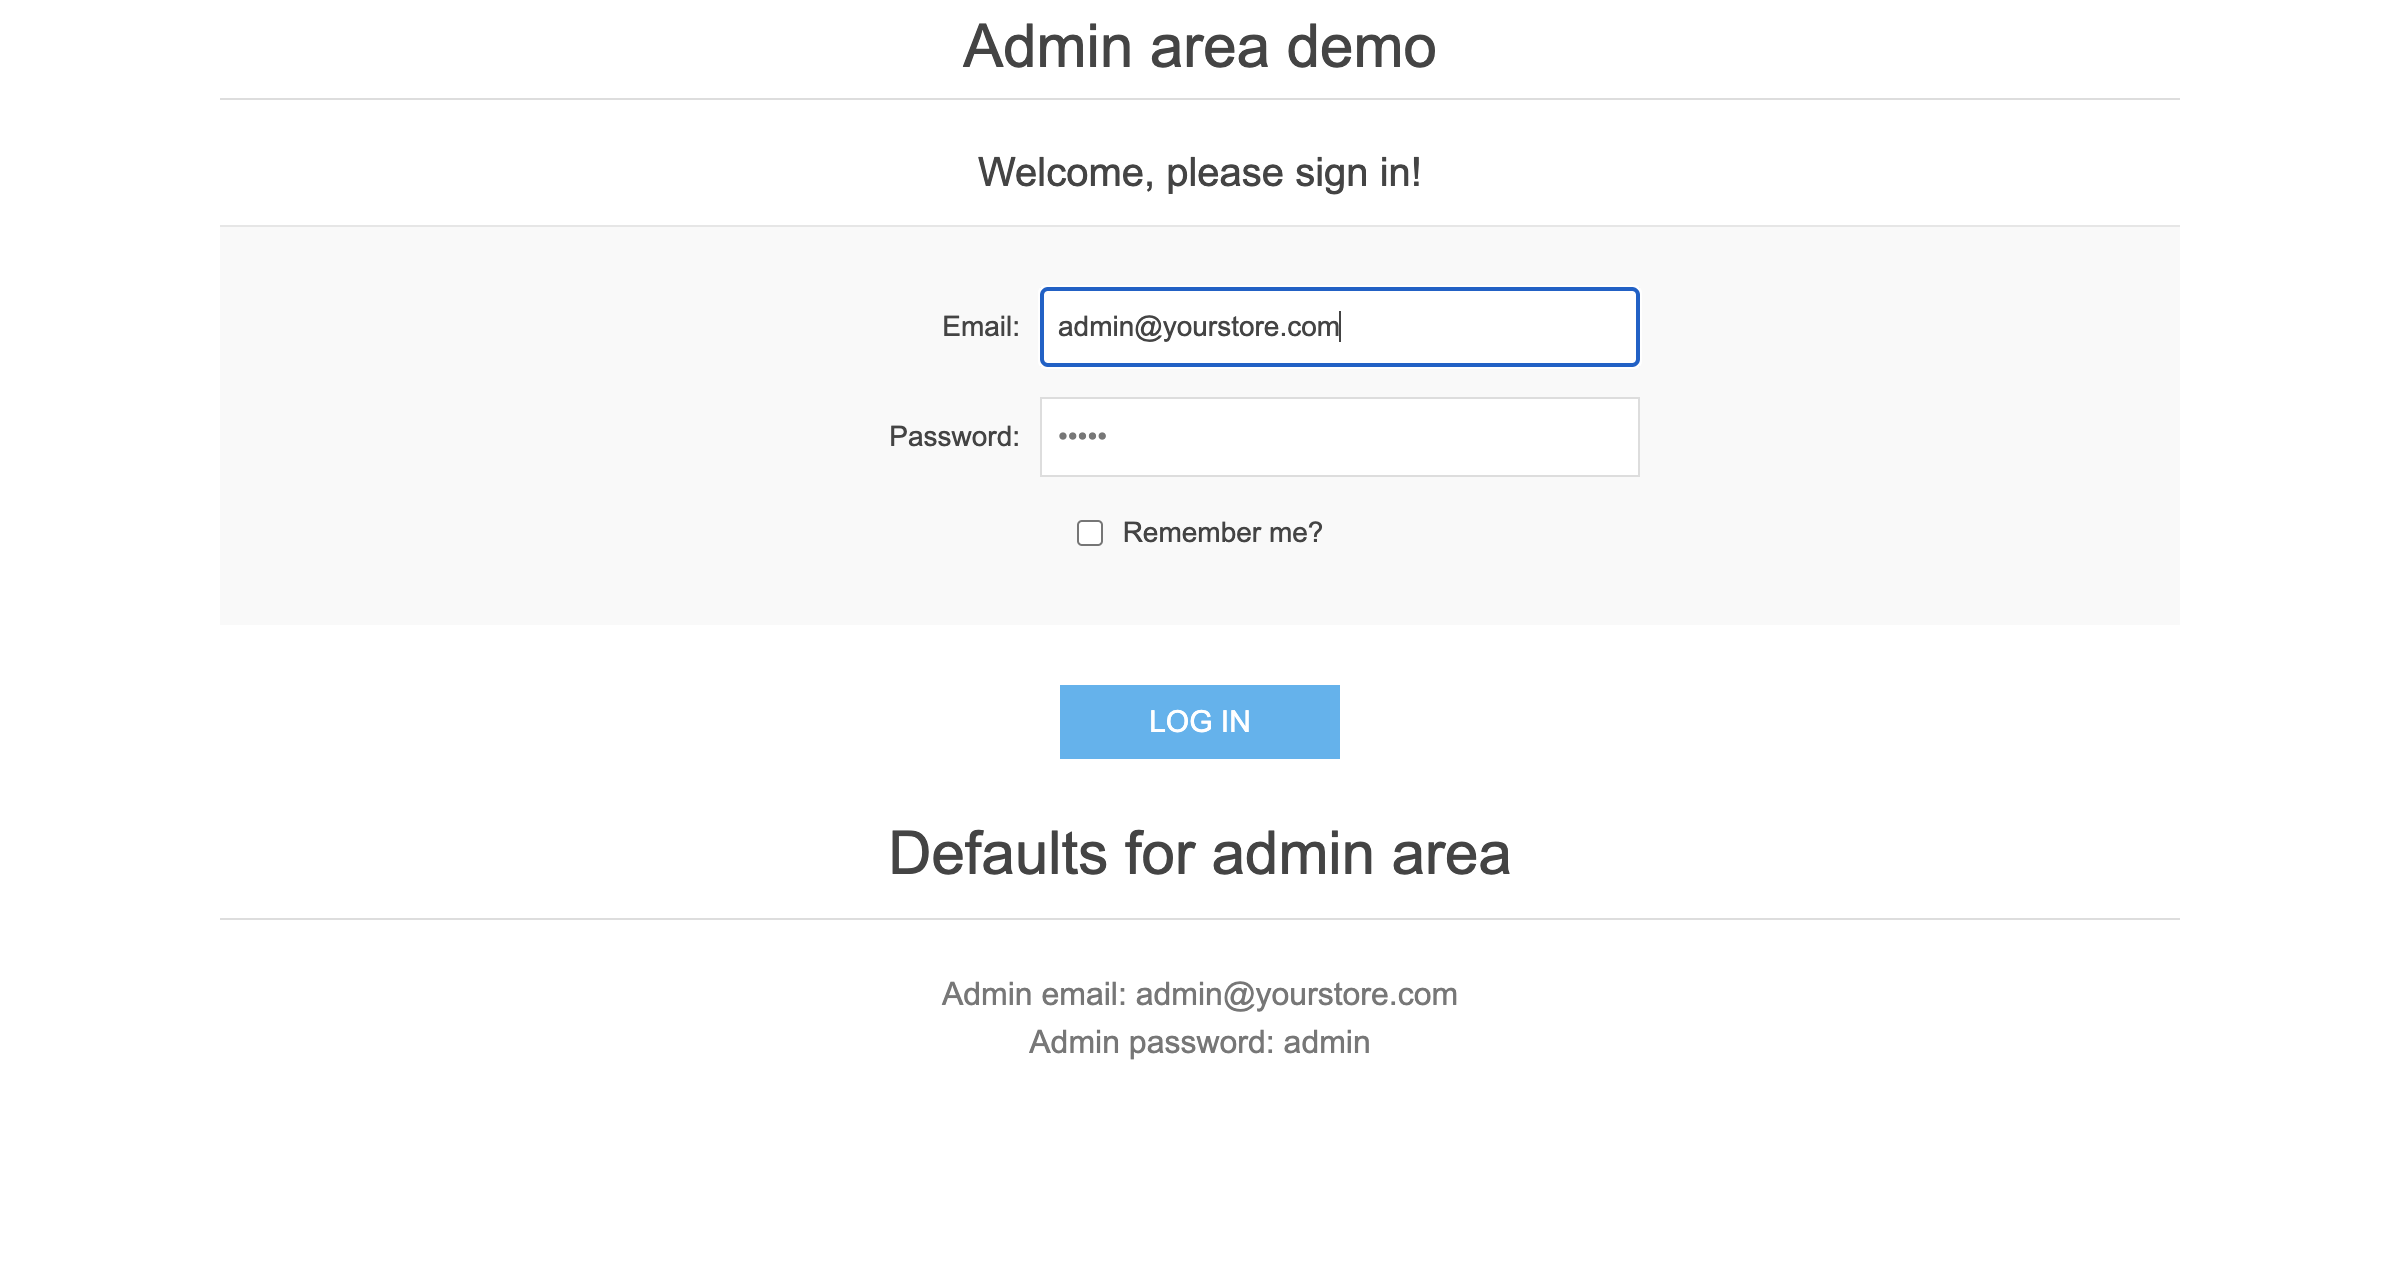 Admin area demo
Welcome, please sign in!
Email: admin@yourstore.com
Password: •••••
Remember me?
LOG IN
Defaults for admin area
Admin email: admin@yourstore.com
Admin password: admin